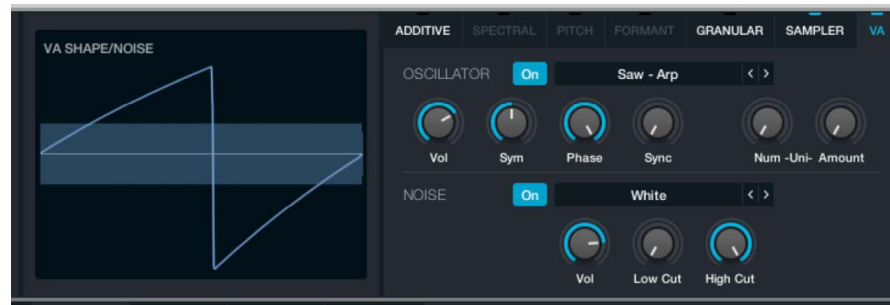 VA SHAPE/NOISE
ADDITIVE SPECTRAL PITCH FORMANT GRANULAR SAMPLER VA
OSCILLATOR On Saw - Arp < >
Vol Sym Phase Sync Num -Uni- Amount
NOISE On White < >
Vol Low Cut High Cut